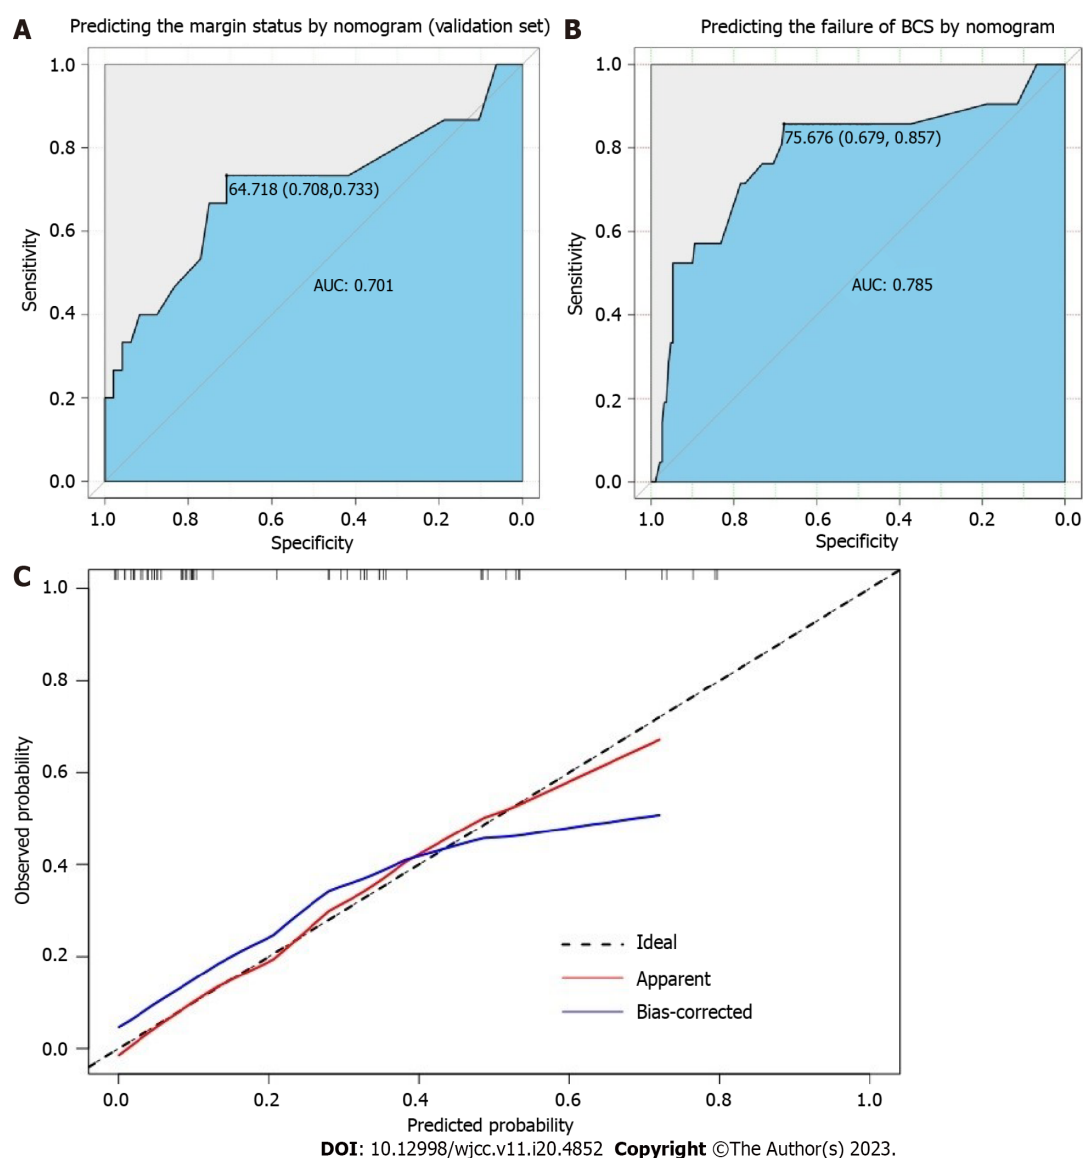 A Predicting the margin status by nomogram (validation set)
1.0
0.8
0.6
0.4
0.2
0.0
Sensitivity
64.718 (0.708,0.733)
AUC: 0.701
1.0 0.8 0.6 0.4 0.2 0.0
Specificity
B Predicting the failure of BCS by nomogram
1.0
0.8
0.6
0.4
0.2
0.0
Sensitivity
75.676 (0.679, 0.857)
AUC: 0.785
1.0 0.8 0.6 0.4 0.2 0.0
Specificity
C
1.0
0.8
0.6
0.4
0.2
0.0
Observed probability
Ideal
Apparent
Bias-corrected
0.0 0.2 0.4 0.6 0.8 1.0
Predicted probability
DOI: 10.12998/wjcc.v11.i20.4852 Copyright ©The Author(s) 2023.